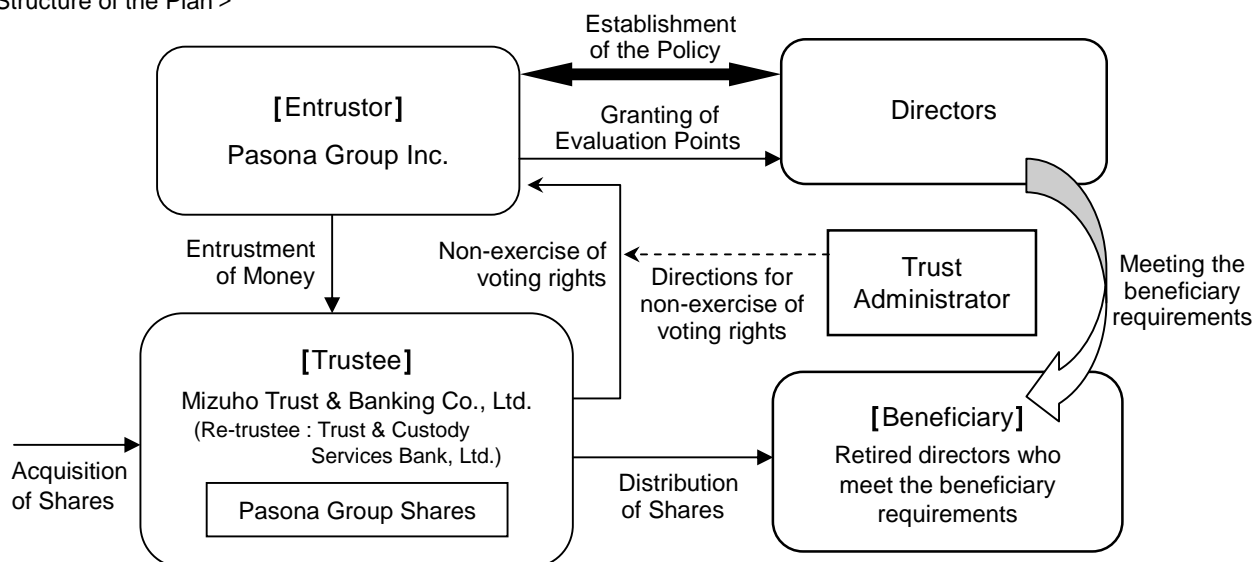 Structure of the Plan >
Establishment
of the Policy
[Entrustor]
Pasona Group Inc.
Directors
Granting of
Evaluation Points
Entrustment
of Money
Non-exercise of
voting rights
Directions for
non-exercise of
voting rights
Trust
Administrator
Meeting the
beneficiary
requirements
[Trustee]
Mizuho Trust & Banking Co., Ltd.
(Re-trustee : Trust & Custody
Services Bank, Ltd.)
Pasona Group Shares
Acquisition
of Shares
Distribution
of Shares
[Beneficiary]
Retired directors who
meet the beneficiary
requirements